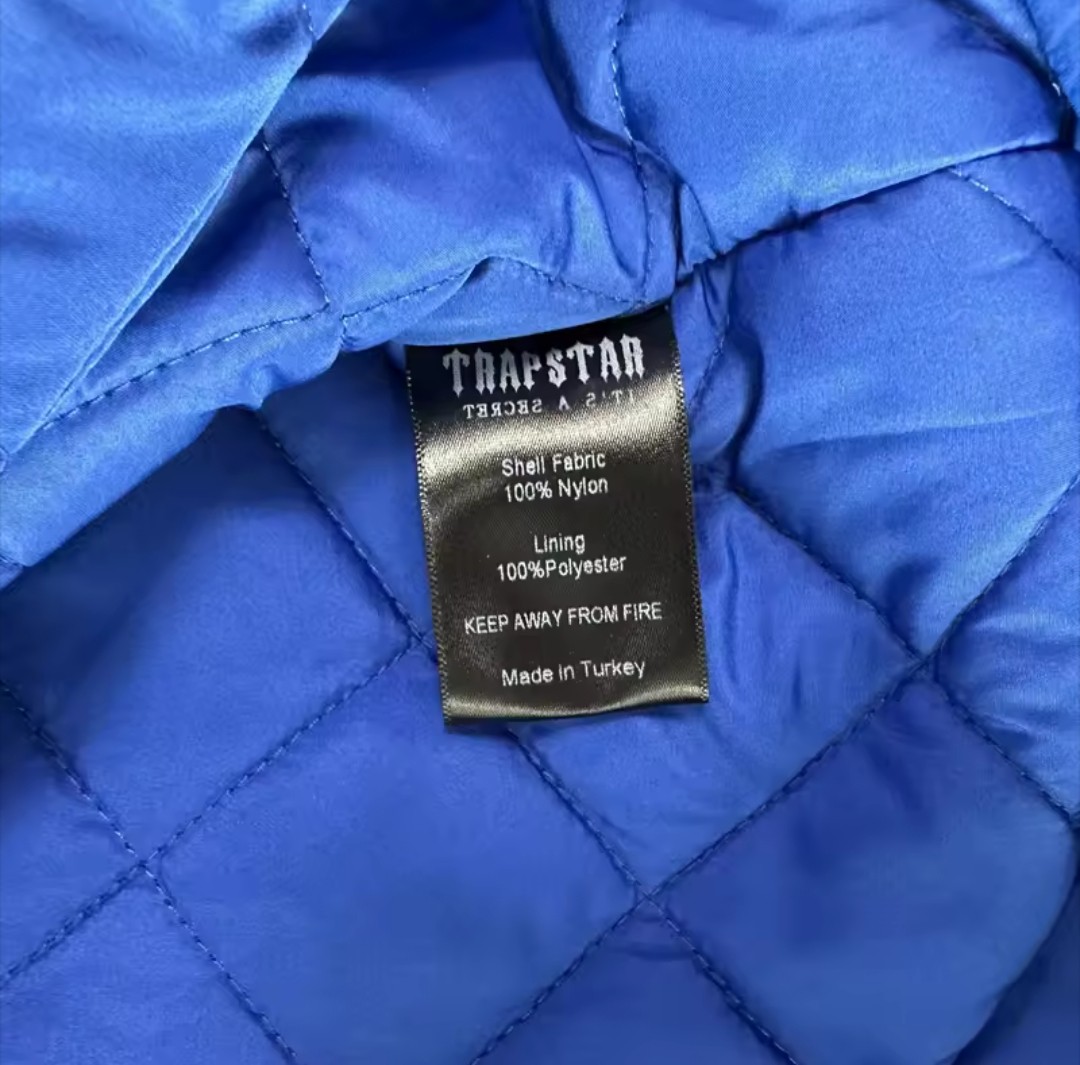 TRAPSTAR
IT'S A SECRET
Shell Fabric
100% Nylon
Lining
100%Polyester
KEEP AWAY FROM FIRE
Made in Turkey